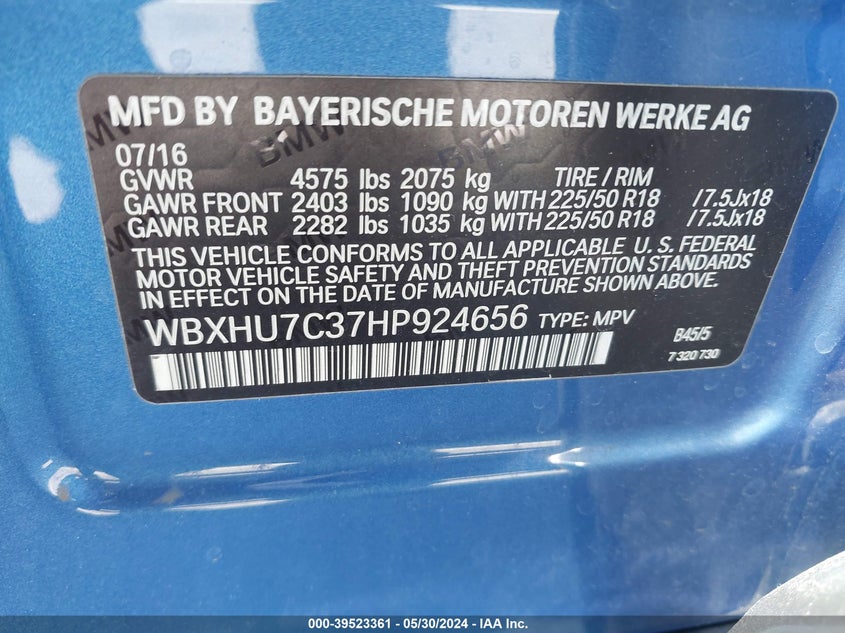 MFD BY BAYERISCHE MOTOREN WERKE AG
07/16
GVWR 4575 lbs 2075 kg TIRE / RIM
GAWR FRONT 2403 lbs 1090 kg WITH 225/50 R18 /7.5Jx18
GAWR REAR 2282 lbs 1035 kg WITH 225/50 R18 /7.5Jx18
THIS VEHICLE CONFORMS TO ALL APPLICABLE U. S. FEDERAL
MOTOR VEHICLE SAFETY AND THEFT PREVENTION STANDARDS
IN EFFECT ON THE DATE OF MANUFACTURE SHOWN ABOVE.
WBXHU7C37HP924656 TYPE: MPV
B45/5
7 320 730
BMW
BMW
BMW
000-39523361 - 05/30/2024 - IAA Inc.